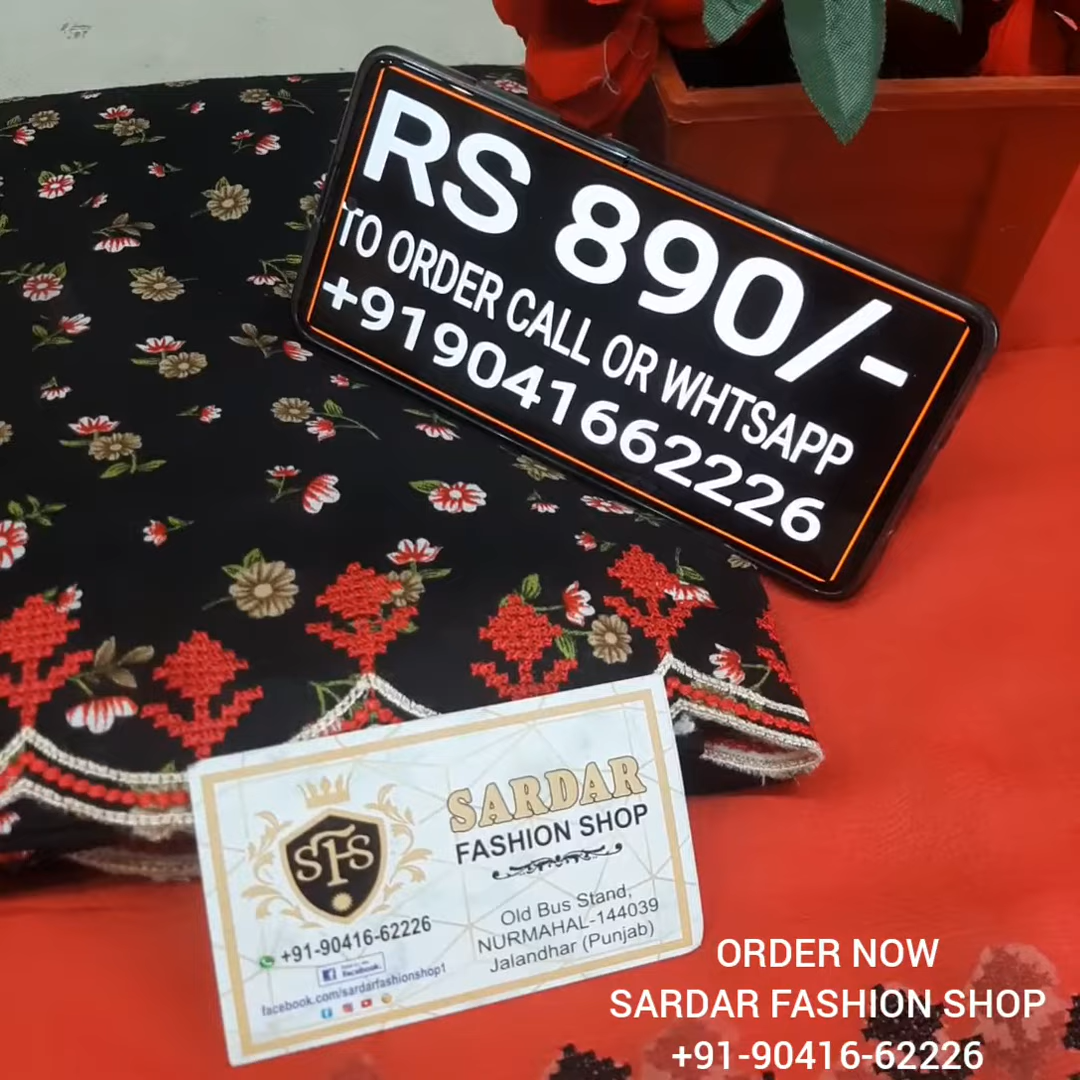 RS 890/-
TO ORDER CALL OR WHTSAPP
+919041662226
SFS
SARDAR
FASHION SHOP
+91-90416-62226
facebook.
facebook.com/sardarfashionshop1
Old Bus Stand,
NURMAHAL-144039
Jalandhar (Punjab)
ORDER NOW
SARDAR FASHION SHOP
+91-90416-62226